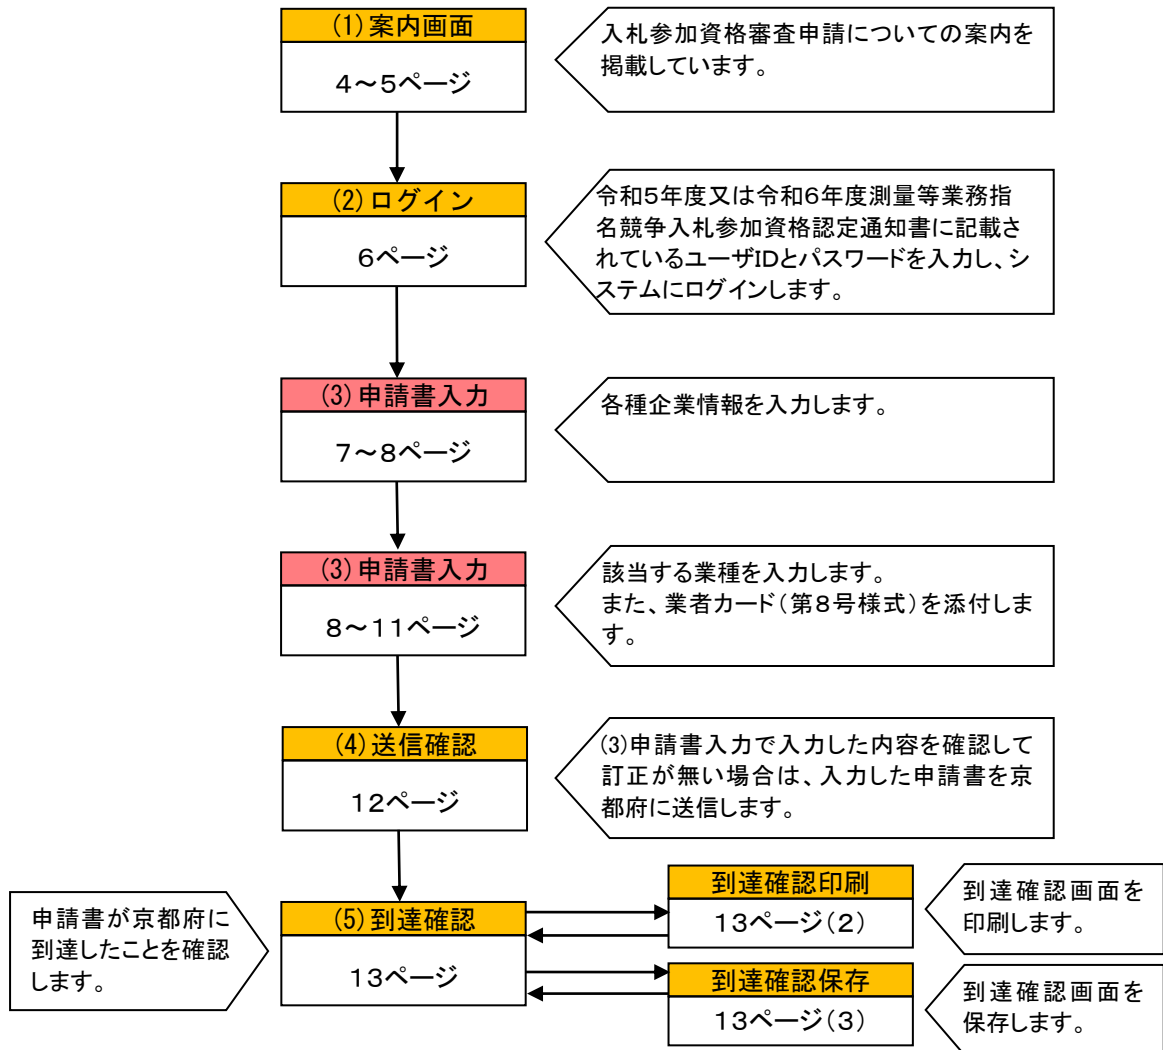 (1)案内画面
4～5ページ
入札参加資格審査申請についての案内を
掲載しています。
(2)ログイン
6ページ
令和5年度又は令和6年度測量等業務指
名競争入札参加資格認定通知書に記載さ
れているユーザIDとパスワードを入力し、シ
ステムにログインします。
(3)申請書入力
7～8ページ
各種企業情報を入力します。
(3)申請書入力
8～11ページ
該当する業種を入力します。
また、業者カード(第8号様式)を添付しま
す。
(4)送信確認
12ページ
(3)申請書入力で入力した内容を確認して
訂正が無い場合は、入力した申請書を京
都府に送信します。
申請書が京都府に
到達したことを確認
します。
(5)到達確認
13ページ
到達確認印刷
13ページ(2)
到達確認画面を
印刷します。
到達確認保存
13ページ(3)
到達確認画面を
保存します。